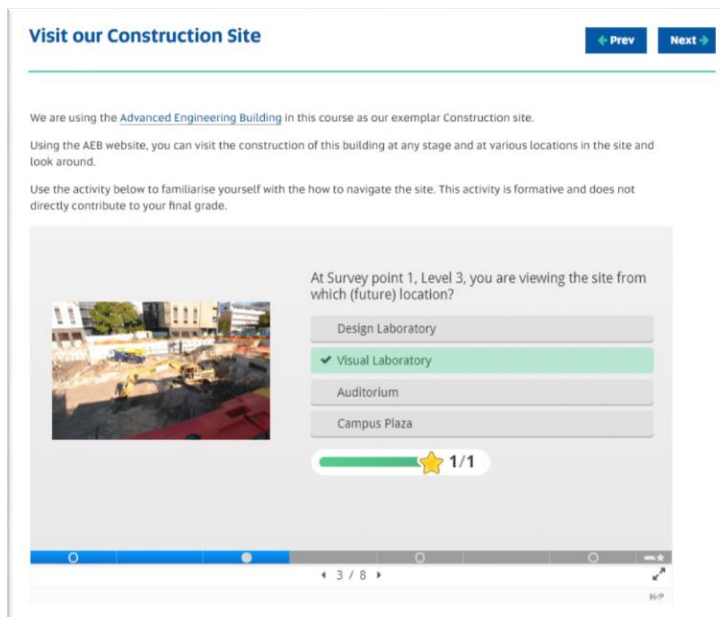 Visit our Construction Site
Prev
Next
We are using the Advanced Engineering Building in this course as our exemplar Construction site.
Using the AEB website, you can visit the construction of this building at any stage and at various locations in the site and
look around.
Use the activity below to familiarise yourself with the how to navigate the site. This activity is formative and does not
directly contribute to your final grade.
At Survey point 1, Level 3, you are viewing the site from
which (future) location?
Design Laboratory
Visual Laboratory
Auditorium
Campus Plaza
1/1
3 / 8